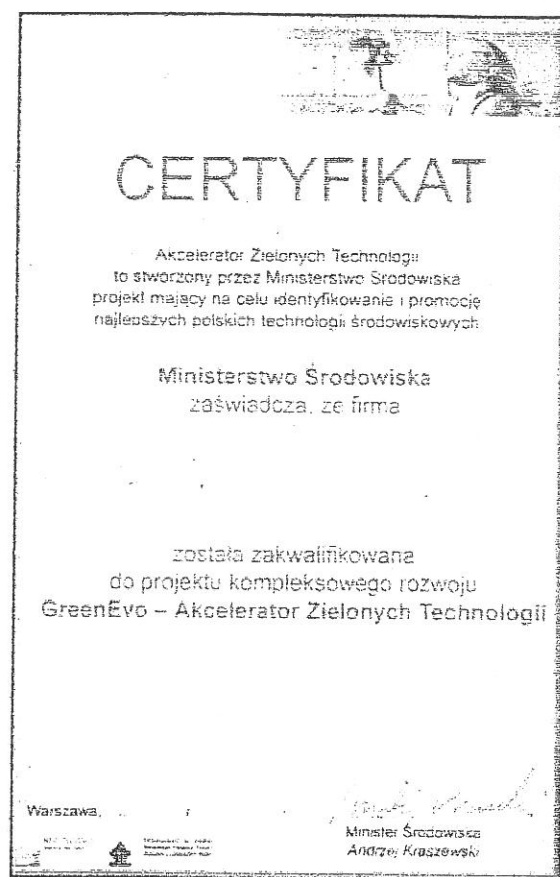 CERTYFIKAT
Akcelerator Zielonych Technologii
to stworzony przez Ministerstwo Środowiska
projekt mający na celu identyfikowanie i promocję
najlepszych polskich technologii środowiskowych
Ministerstwo Środowiska
zaświadcza, ze firma
została zakwalifikowana
do projektu kompleksowego rozwoju
GreenEvo – Akcelerator Zielonych Technologii
Warszawa,
Minister Środowiska
Andrzej Kraszewski